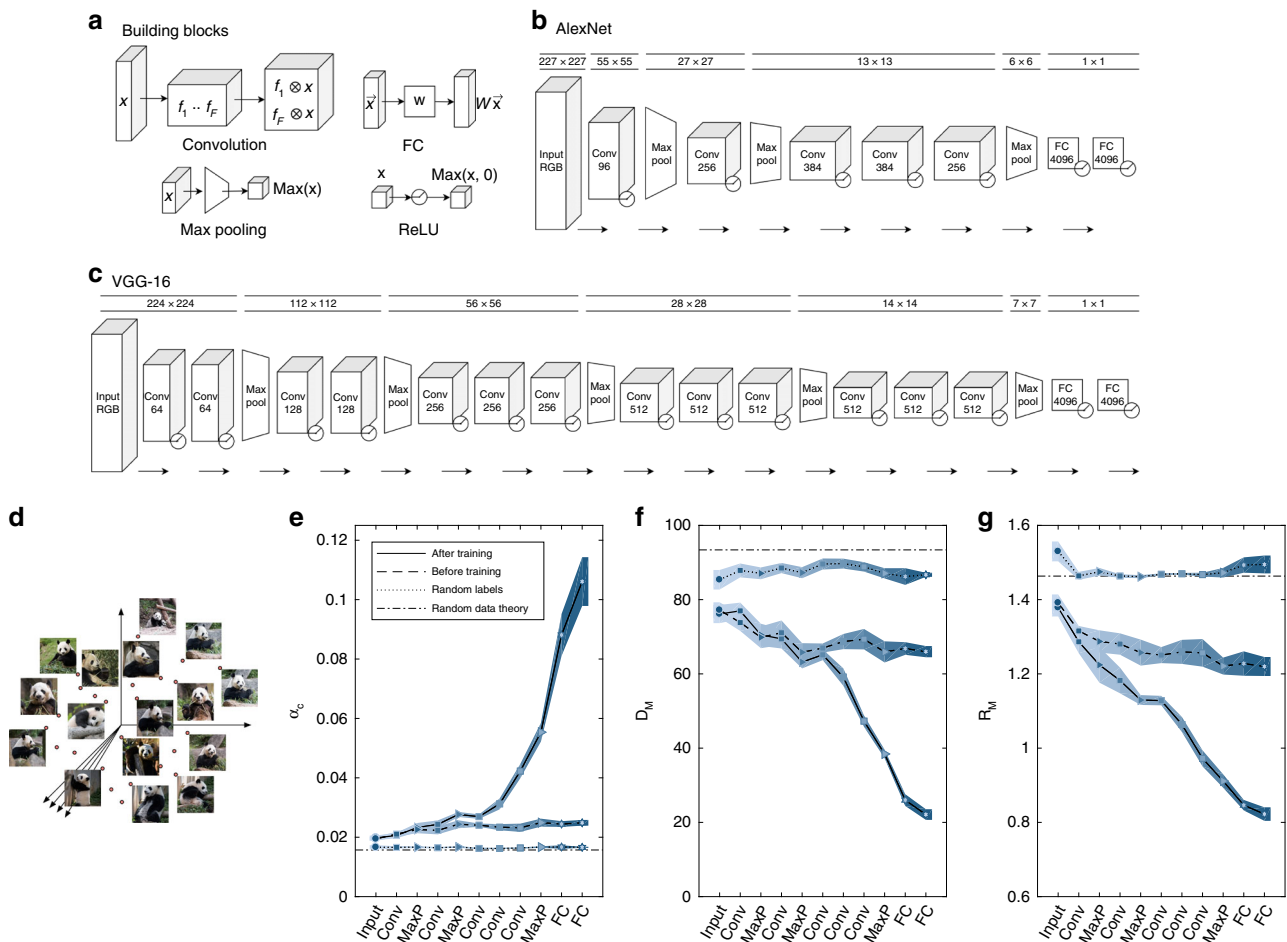 a
Building blocks
x
f1 .. fF
f1 ⊗ x
fF ⊗ x
Convolution
x⃗
W
Wx⃗
FC
x
Max(x)
Max pooling
x
Max(x, 0)
ReLU
b
AlexNet
227 × 227
55 × 55
27 × 27
13 × 13
6 × 6
1 × 1
Input
RGB
Conv
96
Max
pool
Conv
256
Max
pool
Conv
384
Conv
384
Conv
256
Max
pool
FC
4096
FC
4096
c
VGG-16
224 × 224
112 × 112
56 × 56
28 × 28
14 × 14
7 × 7
1 × 1
Input
RGB
Conv
64
Conv
64
Max
pool
Conv
128
Conv
128
Max
pool
Conv
256
Conv
256
Conv
256
Max
pool
Conv
512
Conv
512
Conv
512
Max
pool
Conv
512
Conv
512
Conv
512
Max
pool
FC
4096
FC
4096
d
e
0.12
0.1
0.08
0.06
0.04
0.02
0
αc
After training
Before training
Random labels
Random data theory
Input
Conv
MaxP
Conv
MaxP
Conv
Conv
Conv
MaxP
FC
FC
f
100
80
60
40
20
0
DM
Input
Conv
MaxP
Conv
MaxP
Conv
Conv
Conv
MaxP
FC
FC
g
1.6
1.4
1.2
1
0.8
0.6
RM
Input
Conv
MaxP
Conv
MaxP
Conv
Conv
Conv
MaxP
FC
FC